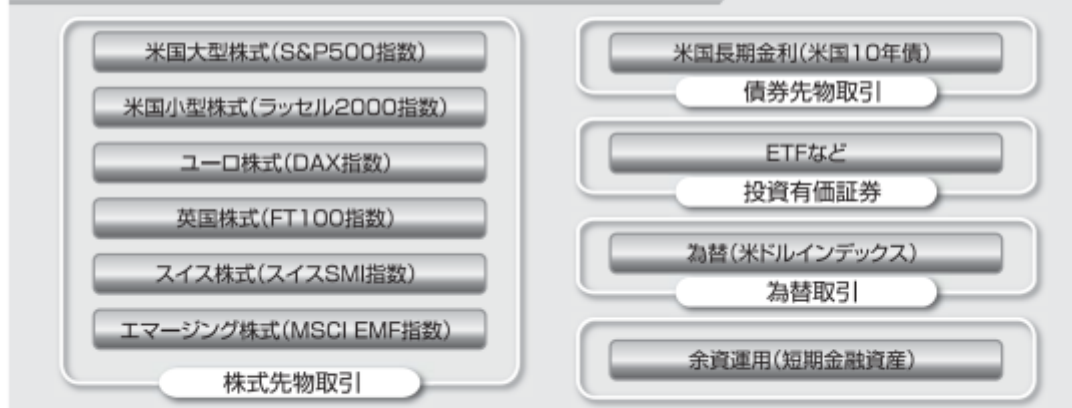 米国大型株式(S&P500指数)
米国小型株式(ラッセル2000指数)
ユーロ株式(DAX指数)
英国株式(FT100指数)
スイス株式(スイスSMI指数)
エマージング株式(MSCI EMF指数)
株式先物取引
米国長期金利(米国10年債)
債券先物取引
ETFなど
投資有価証券
為替(米ドルインデックス)
為替取引
余資運用(短期金融資産)